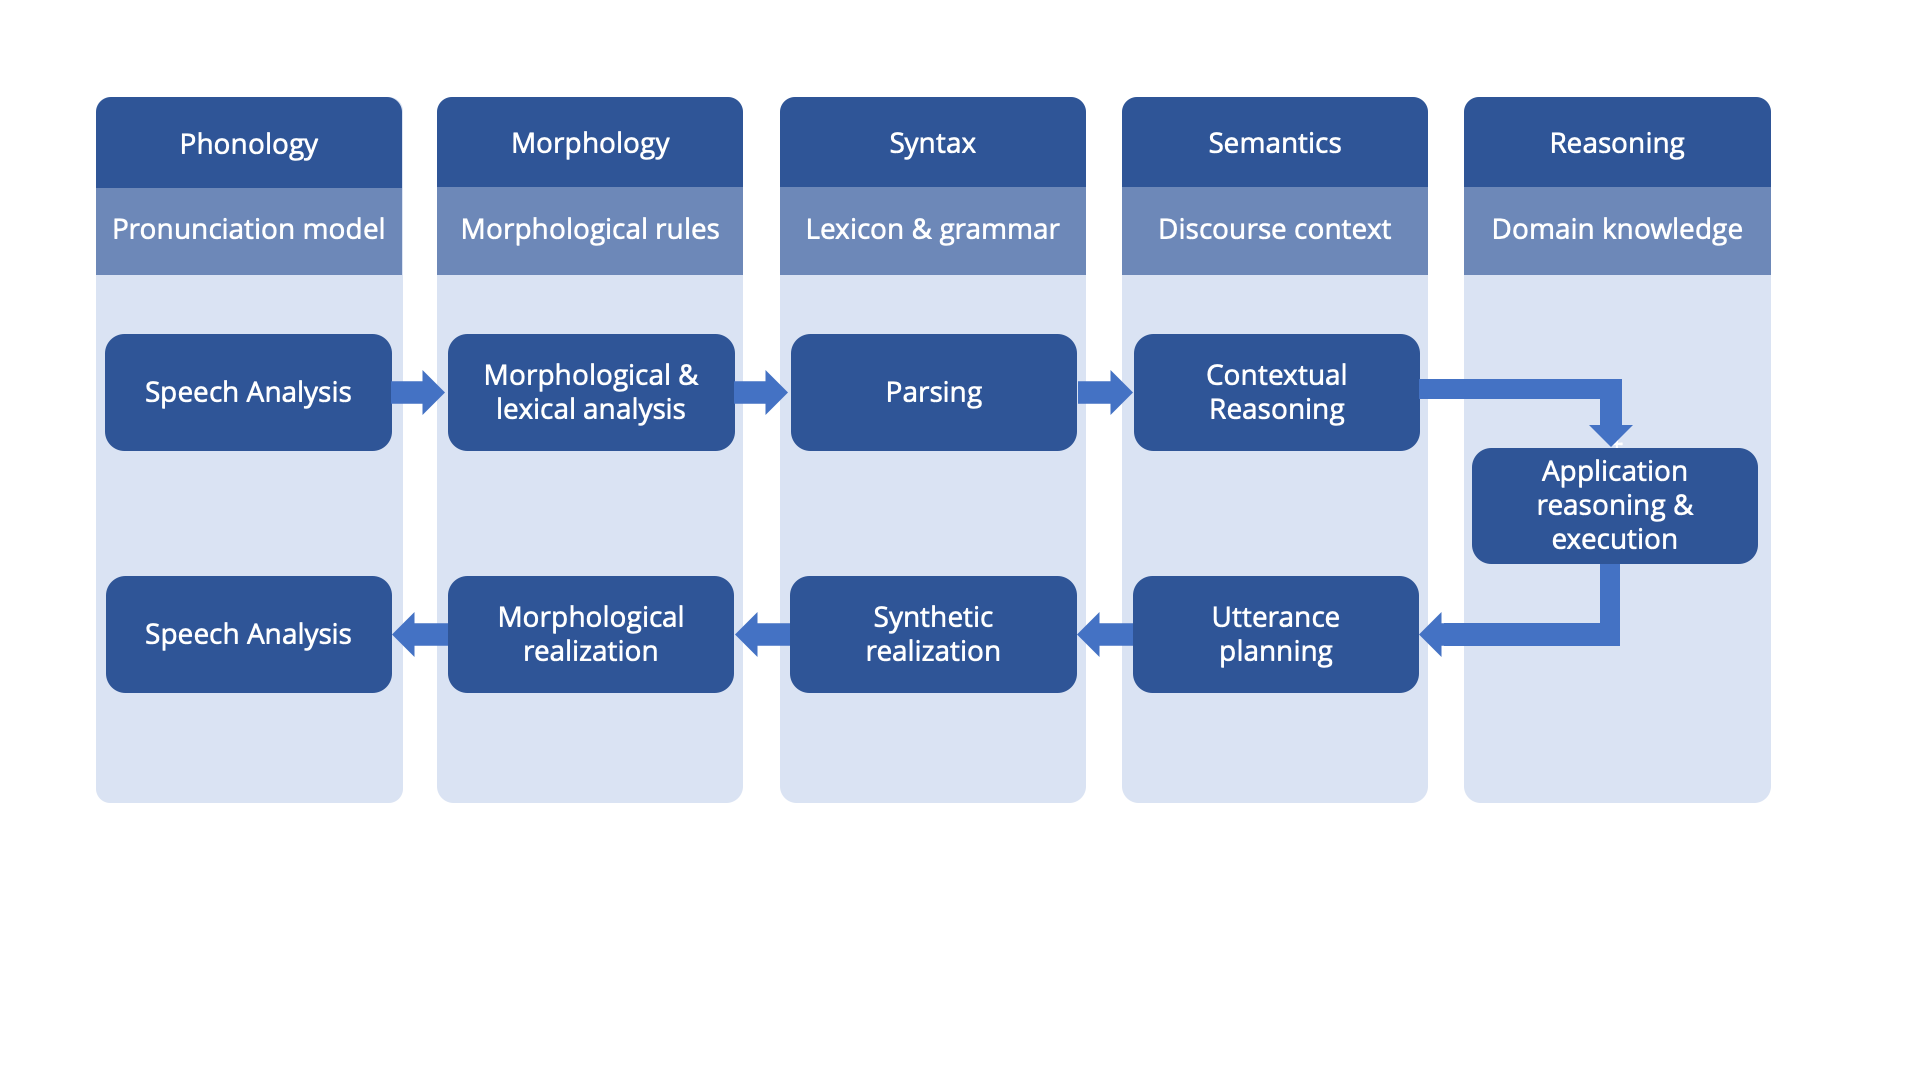 Phonology
Morphology
Syntax
Semantics
Reasoning
Pronunciation model
Morphological rules
Lexicon & grammar
Discourse context
Domain knowledge
Speech Analysis
Morphological &
lexical analysis
Parsing
Contextual
Reasoning
Application
reasoning &
execution
Speech Analysis
Morphological
realization
Synthetic
realization
Utterance
planning